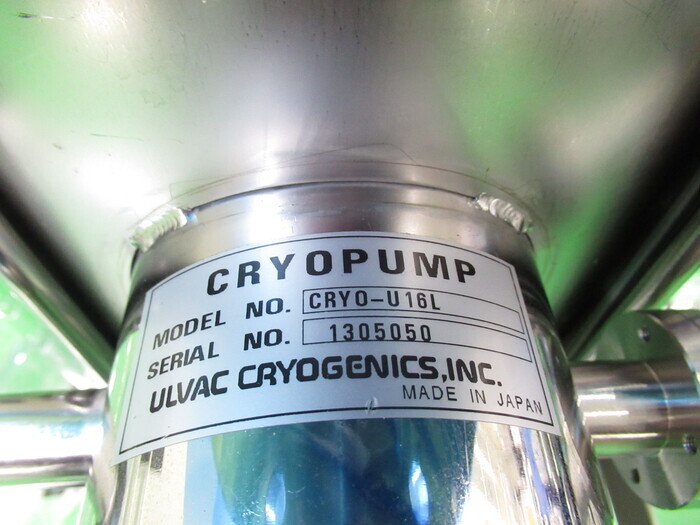 CRYOPUMP
MODEL NO. CRYO-U16L
SERIAL NO. 1305050
ULVAC CRYOGENICS,INC.
MADE IN JAPAN